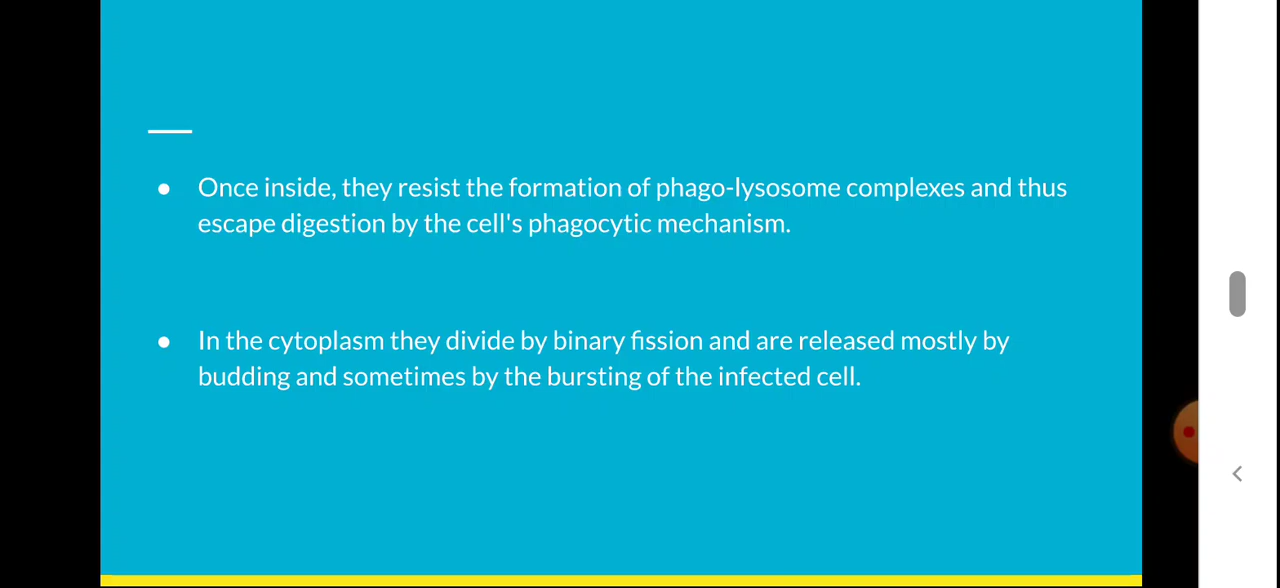 ● Once inside, they resist the formation of phago-lysosome complexes and thus
escape digestion by the cell's phagocytic mechanism.
● In the cytoplasm they divide by binary fission and are released mostly by
budding and sometimes by the bursting of the infected cell.